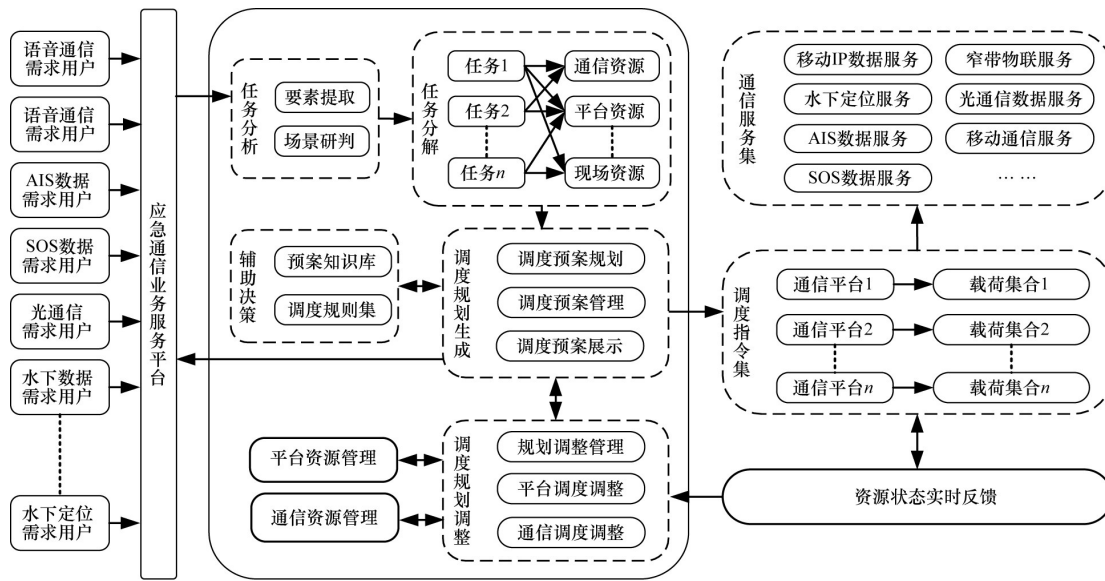 语音通信
需求用户
语音通信
需求用户
AIS数据
需求用户
SOS数据
需求用户
光通信
需求用户
水下数据
需求用户
水下定位
需求用户
应急通信业务服务平台
任务分析
要素提取
场景研判
任务分解
任务1
任务2
任务n
通信资源
平台资源
现场资源
辅助决策
预案知识库
调度规则集
调度规划生成
调度预案规划
调度预案管理
调度预案展示
平台资源管理
通信资源管理
调度规划调整
规划调整管理
平台调度调整
通信调度调整
通信服务集
移动IP数据服务
窄带物联服务
水下定位服务
光通信数据服务
AIS数据服务
移动通信服务
SOS数据服务
… …
调度指令集
通信平台1
载荷集合1
通信平台2
载荷集合2
通信平台n
载荷集合n
资源状态实时反馈